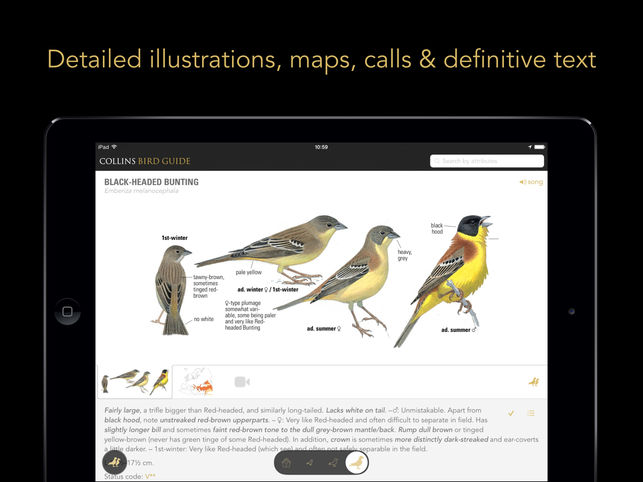 Detailed illustrations, maps, calls & definitive text
iPad
10:59
COLLINS BIRD GUIDE
Search by attributes
BLACK-HEADED BUNTING
Emberiza melanocephala
song
1st-winter
tawny-brown,
sometimes
tinged red-
brown
no white
pale yellow
ad. winter ♀ / 1st-winter
♀-type plumage
somewhat vari-
able, some being paler
and very like Red-
headed Bunting
heavy,
grey
ad. summer ♀
black
hood
ad. summer ♂
Fairly large, a trifle bigger than Red-headed, and similarly long-tailed. Lacks white on tail. –♂: Unmistakable. Apart from
black hood, note unstreaked red-brown upperparts. – ♀: Very like Red-headed and often difficult to separate in field. Has
slightly longer bill and sometimes faint red-brown tone to the dull grey-brown mantle/back. Rump dull brown or tinged
yellow-brown (never has green tinge of some Red-headed). In addition, crown is sometimes more distinctly dark-streaked and ear-coverts
a little darker. – 1st-winter: Very like Red-headed (which see) and often not safely separable in the field.
17½ cm.
Status code: V**